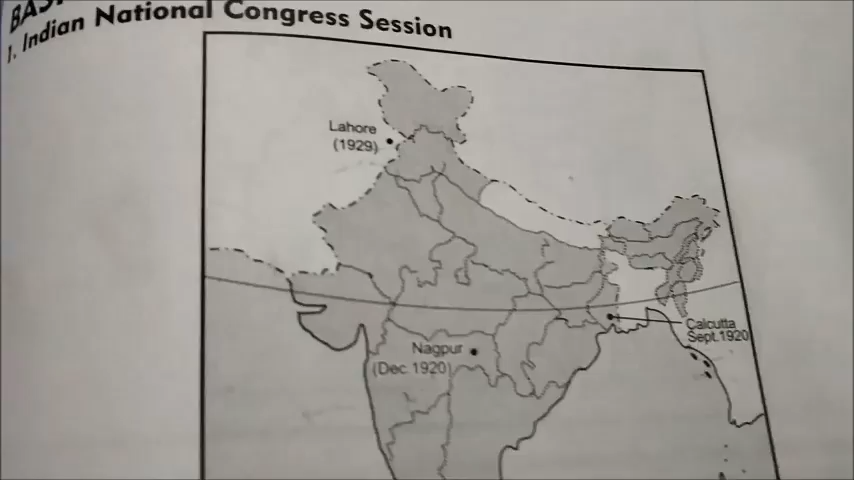 1. Indian National Congress Session
Lahore
(1929)
Calcutta
Sept.1920
Nagpur
(Dec.1920)